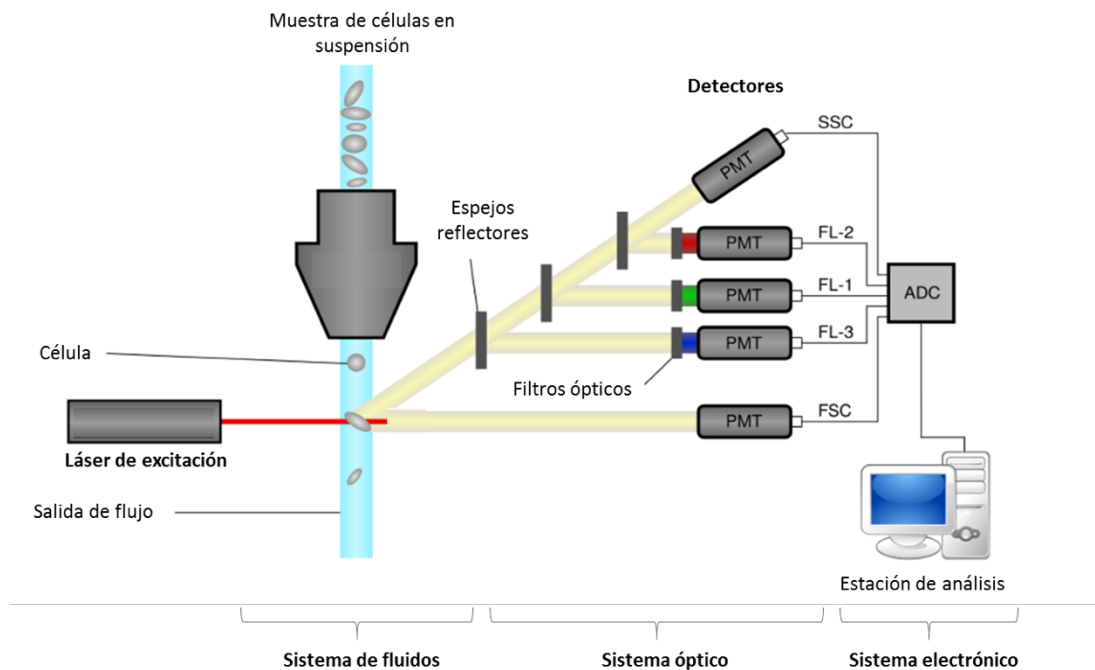 Muestra de células en
suspensión
Detectores
SSC
PMT
Espejos
reflectores
FL-2
PMT
FL-1
PMT
ADC
FL-3
PMT
Célula
Filtros ópticos
FSC
PMT
Láser de excitación
Salida de flujo
Estación de análisis
Sistema de fluidos
Sistema óptico
Sistema electrónico